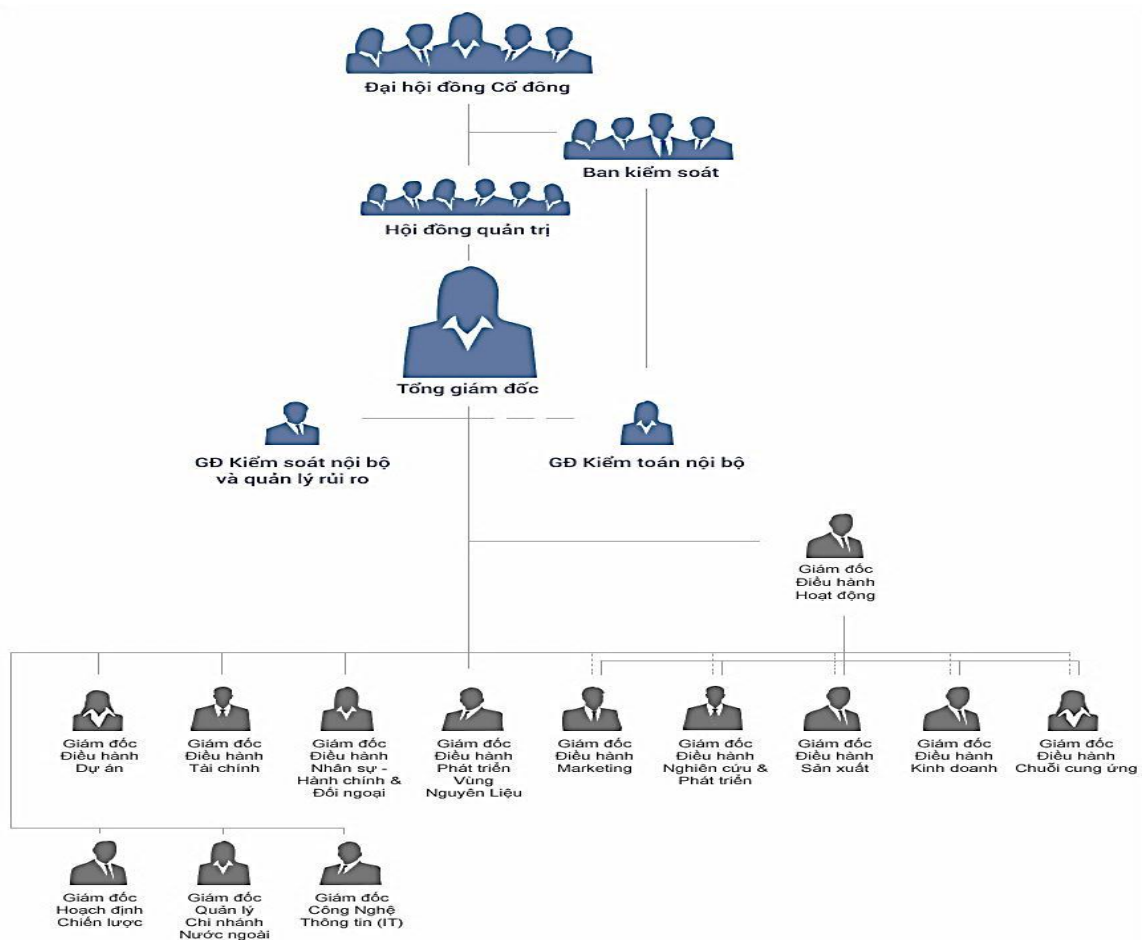 Đại hội đồng Cổ đông
Ban kiểm soát
Hội đồng quản trị
Tổng giám đốc
GĐ Kiểm soát nội bộ
và quản lý rủi ro
GĐ Kiểm toán nội bộ
Giám đốc
Điều hành
Hoạt động
Giám đốc
Điều hành
Dự án
Giám đốc
Điều hành
Tài chính
Giám đốc
Điều hành
Nhân sự -
Hành chính &
Đối ngoại
Giám đốc
Điều hành
Phát triển
Vùng
Nguyên Liệu
Giám đốc
Điều hành
Marketing
Giám đốc
Điều hành
Nghiên cứu &
Phát triển
Giám đốc
Điều hành
Sản xuất
Giám đốc
Điều hành
Kinh doanh
Giám đốc
Điều hành
Chuỗi cung ứng
Giám đốc
Hoạch định
Chiến lược
Giám đốc
Quản lý
Chi nhánh
Nước ngoài
Giám đốc
Công Nghệ
Thông tin (IT)